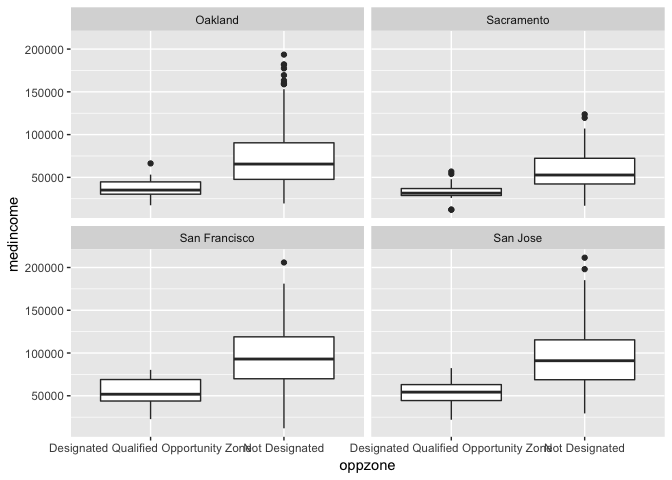 Oakland
Sacramento
200000
150000
100000
50000
San Francisco
San Jose
200000
150000
100000
50000
medincome
Designated Qualified Opportunity Zone
Not Designated
Designated Qualified Opportunity Zone
Not Designated
oppzone